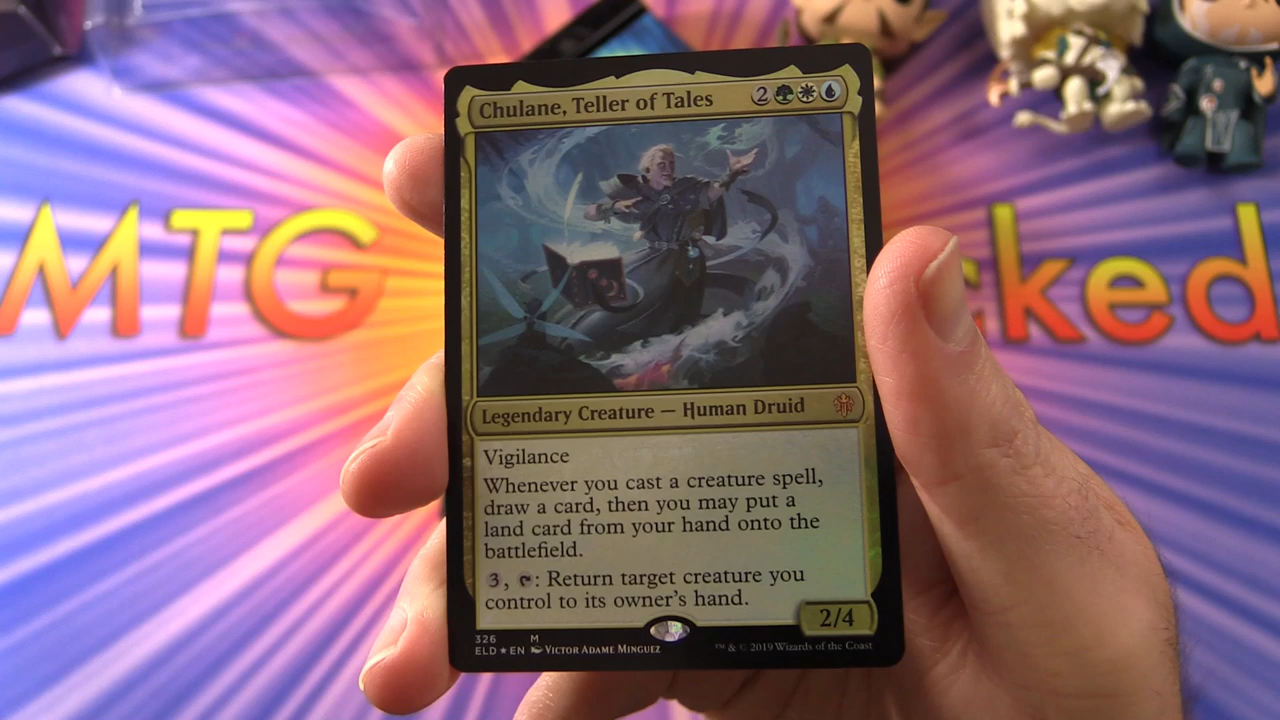 MTG
cked
Chulane, Teller of Tales
2
Legendary Creature — Human Druid
Vigilance
Whenever you cast a creature spell,
draw a card, then you may put a
land card from your hand onto the
battlefield.
3, : Return target creature you
control to its owner's hand.
2/4
326 M
ELD ★ EN VICTOR ADAME MINGUEZ
™ & © 2019 Wizards of the Coast